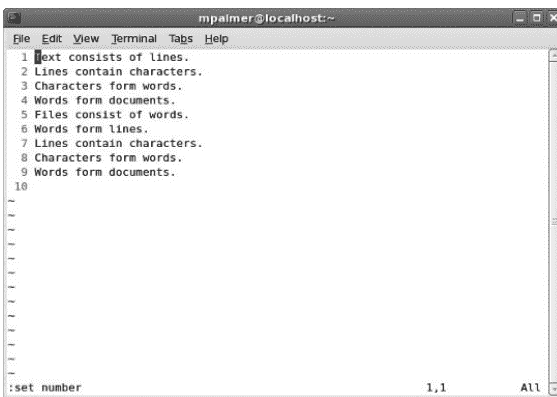 mpalmer@localhost:~
File Edit View Terminal Tabs Help
1 Text consists of lines.
2 Lines contain characters.
3 Characters form words.
4 Words form documents.
5 Files consist of words.
6 Words form lines.
7 Lines contain characters.
8 Characters form words.
9 Words form documents.
10
~
~
~
~
~
~
~
~
~
~
~
~
:set number 1,1 All